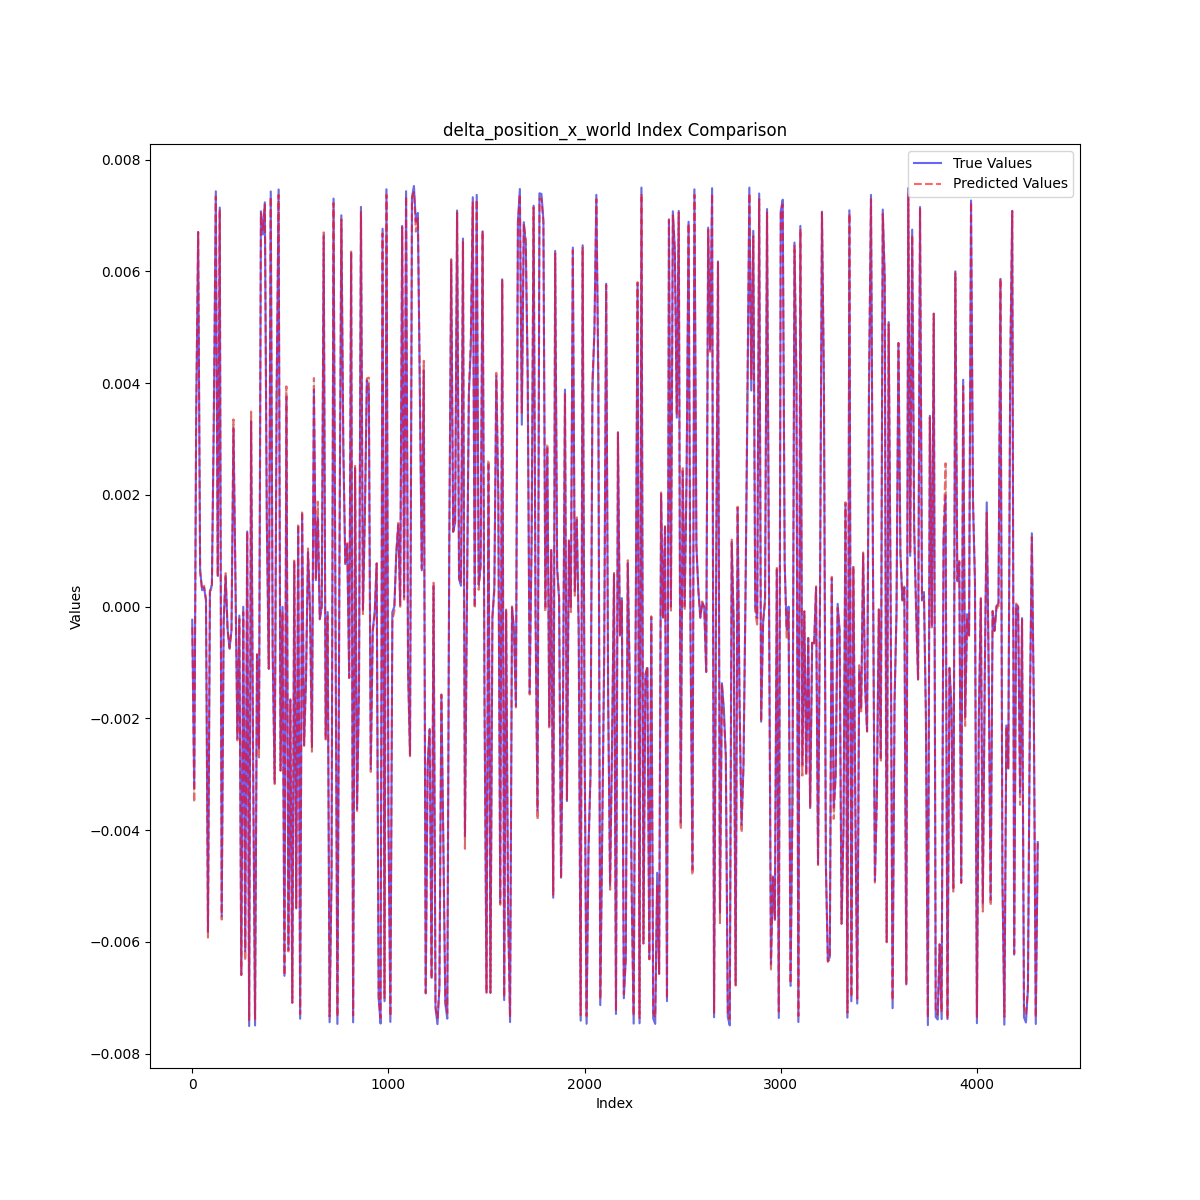 delta_position_x_world Index Comparison
True Values
Predicted Values
0.008
0.006
0.004
0.002
0.000
−0.002
−0.004
−0.006
−0.008
Values
0
1000
2000
3000
4000
Index